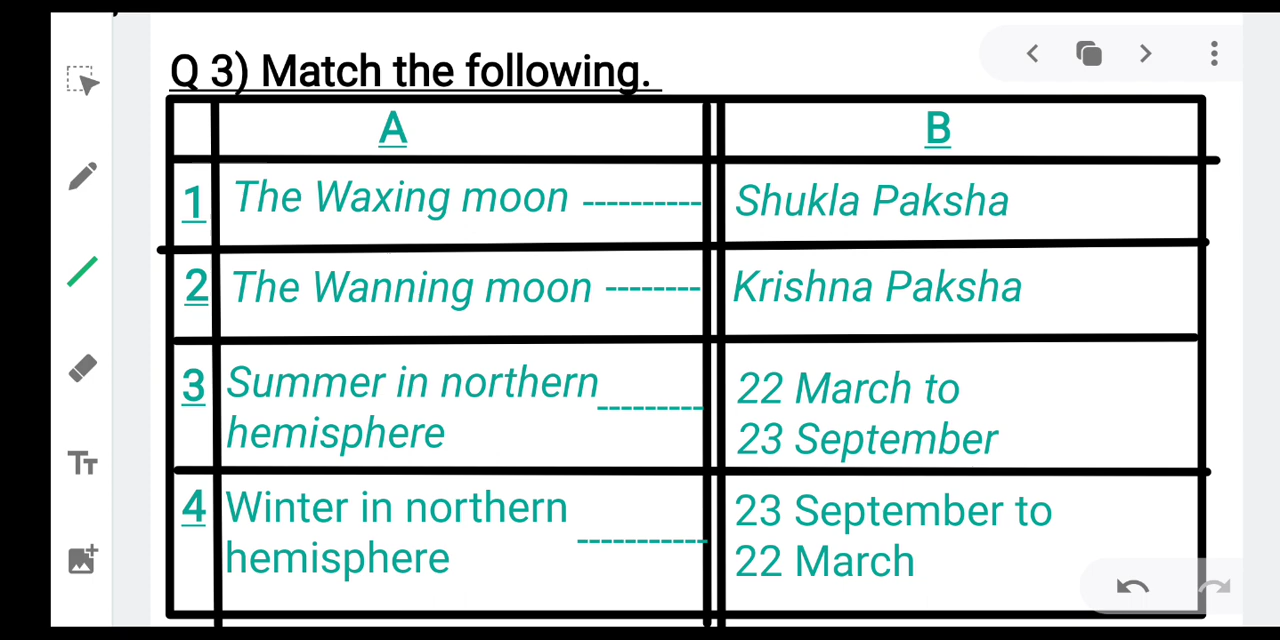 Q 3) Match the following.
A B
1 The Waxing moon ---------- Shukla Paksha
2 The Wanning moon -------- Krishna Paksha
3 Summer in northern --------- 22 March to
hemisphere 23 September
4 Winter in northern ----------- 23 September to
hemisphere 22 March
TT